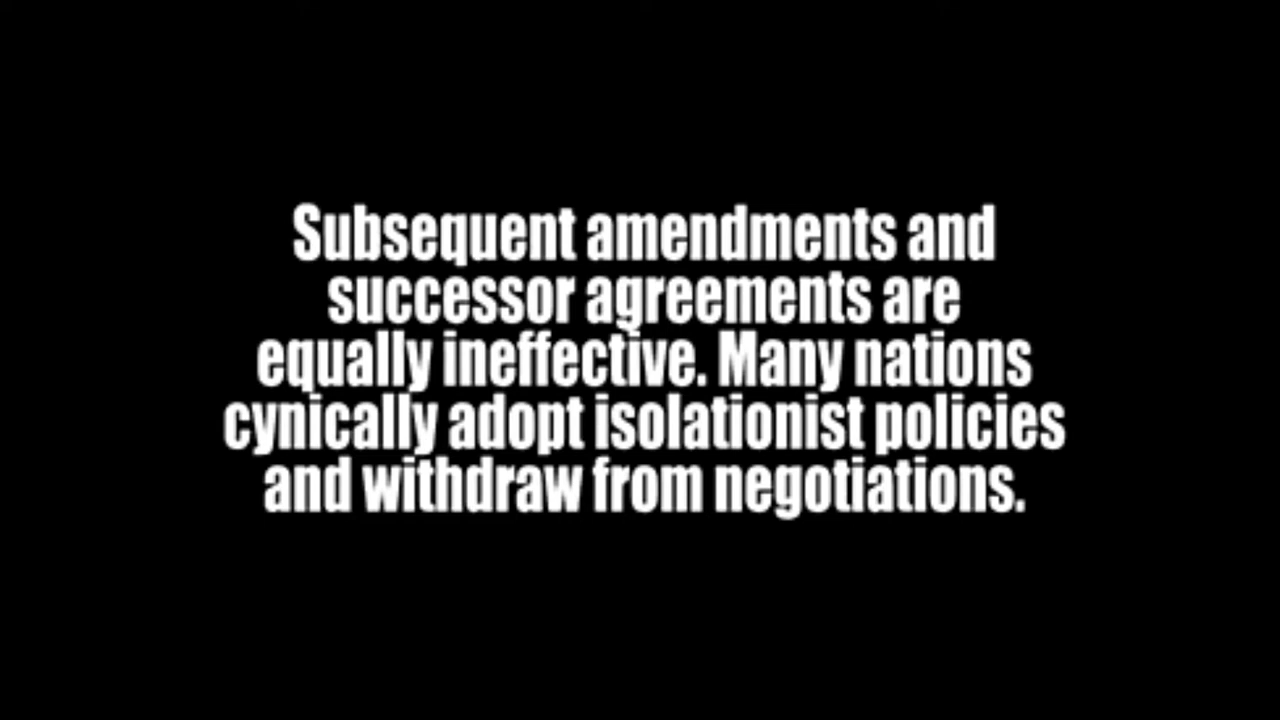 Subsequent amendments and
successor agreements are
equally ineffective. Many nations
cynically adopt isolationist policies
and withdraw from negotiations.